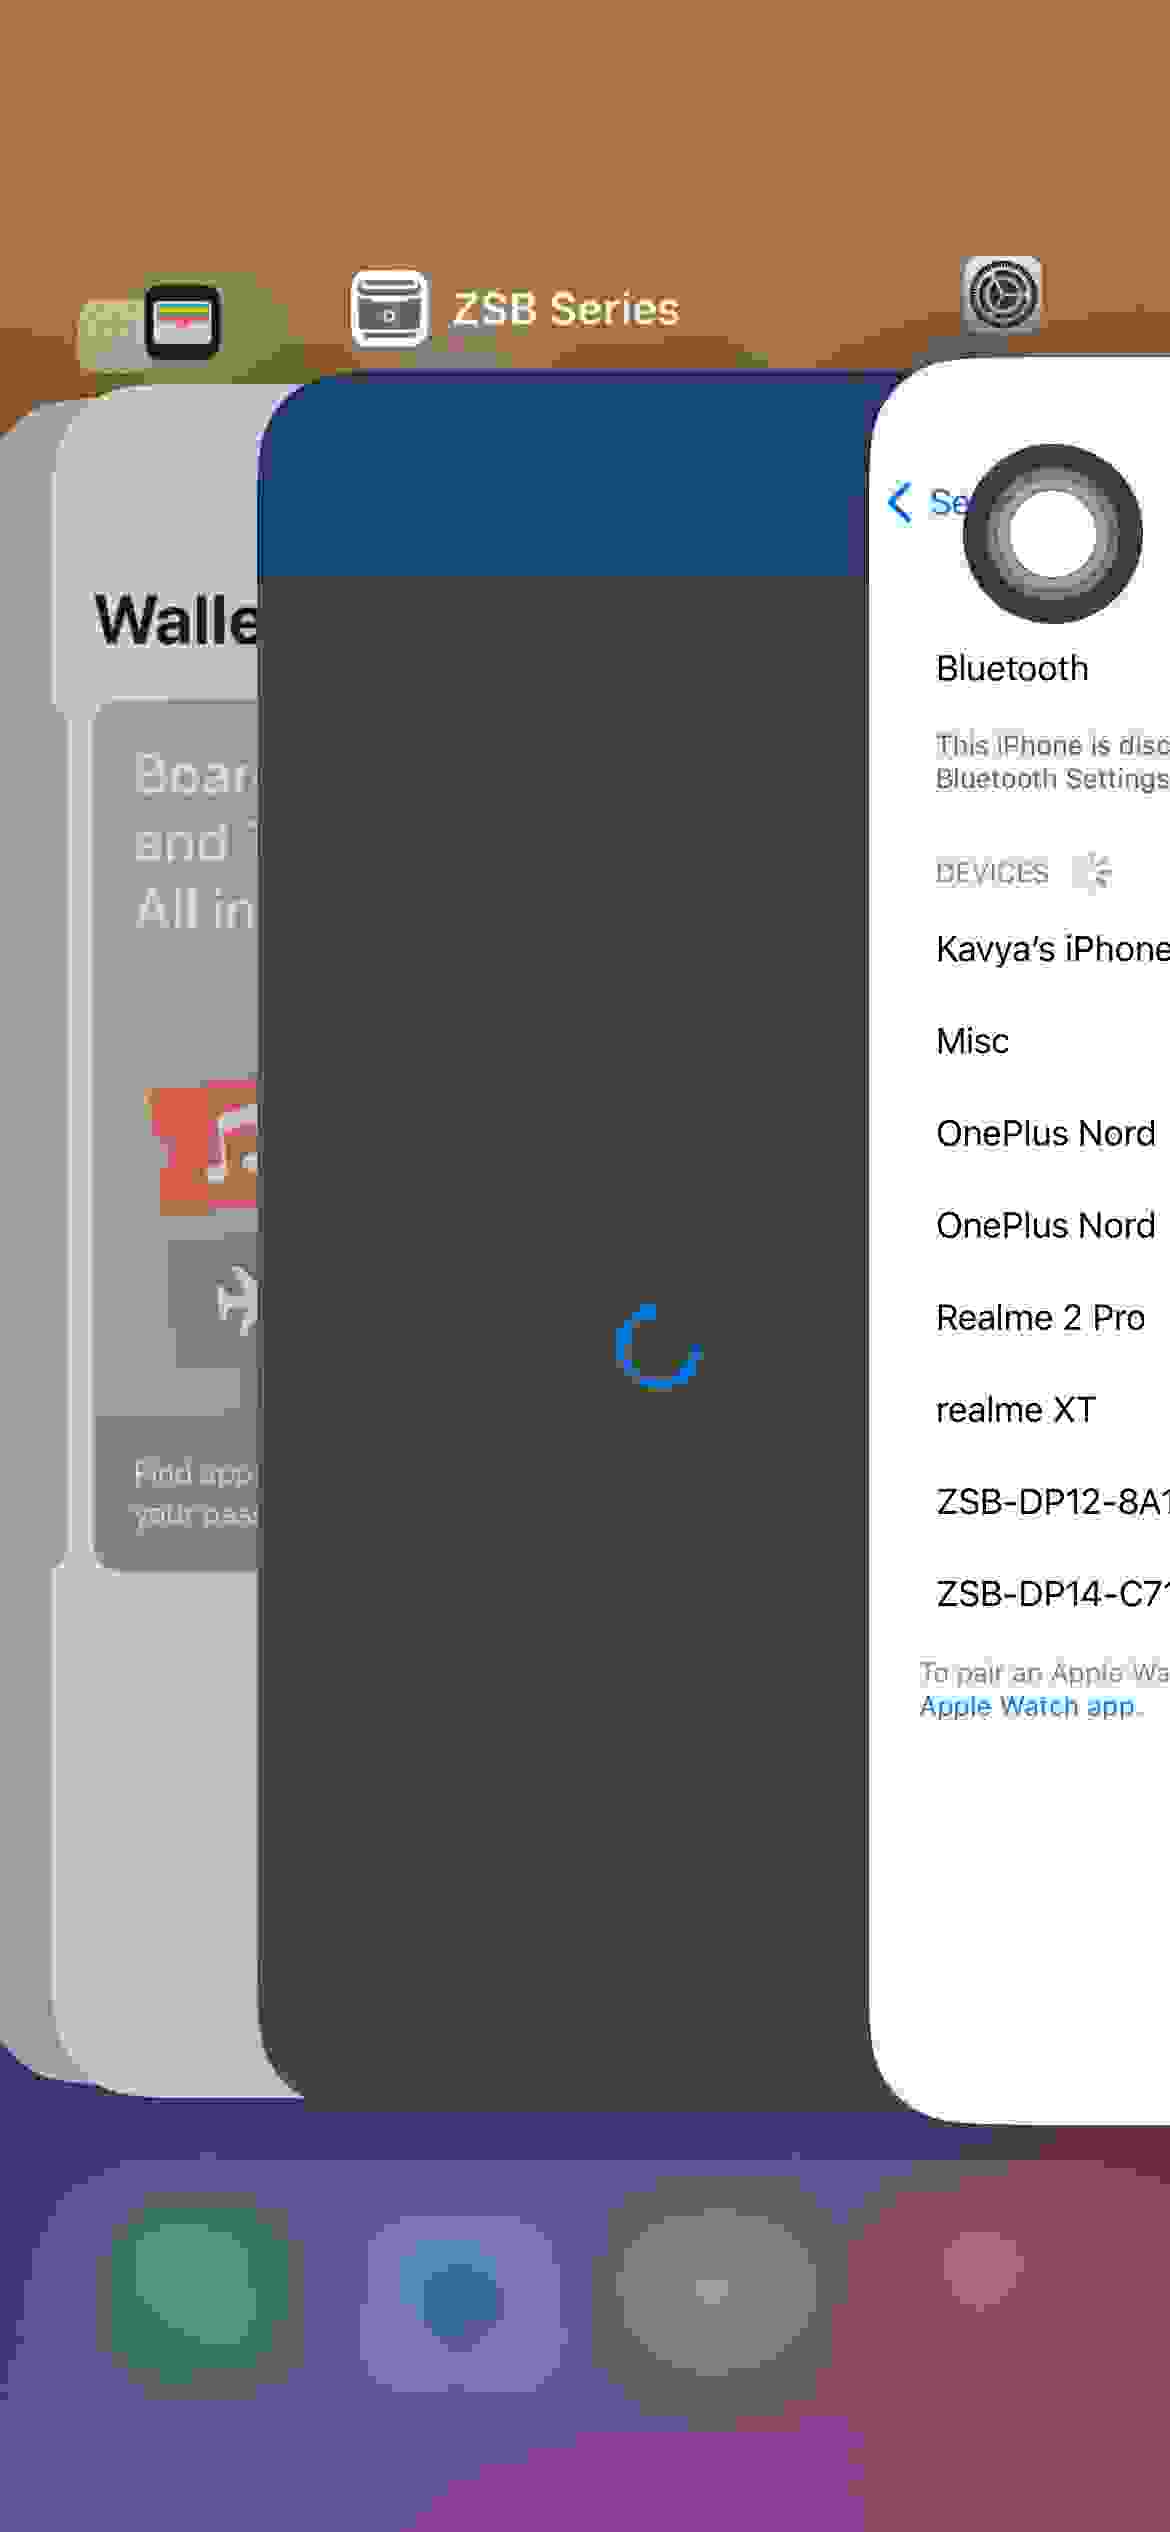 ZSB Series
Walle
Boar
and
All in
Find app
your pas
Se
Bluetooth
This iPhone is disc
Bluetooth Settings
DEVICES
Kavya's iPhone
Misc
OnePlus Nord
OnePlus Nord
Realme 2 Pro
realme XT
ZSB-DP12-8A1
ZSB-DP14-C71
To pair an Apple Wa
Apple Watch app.